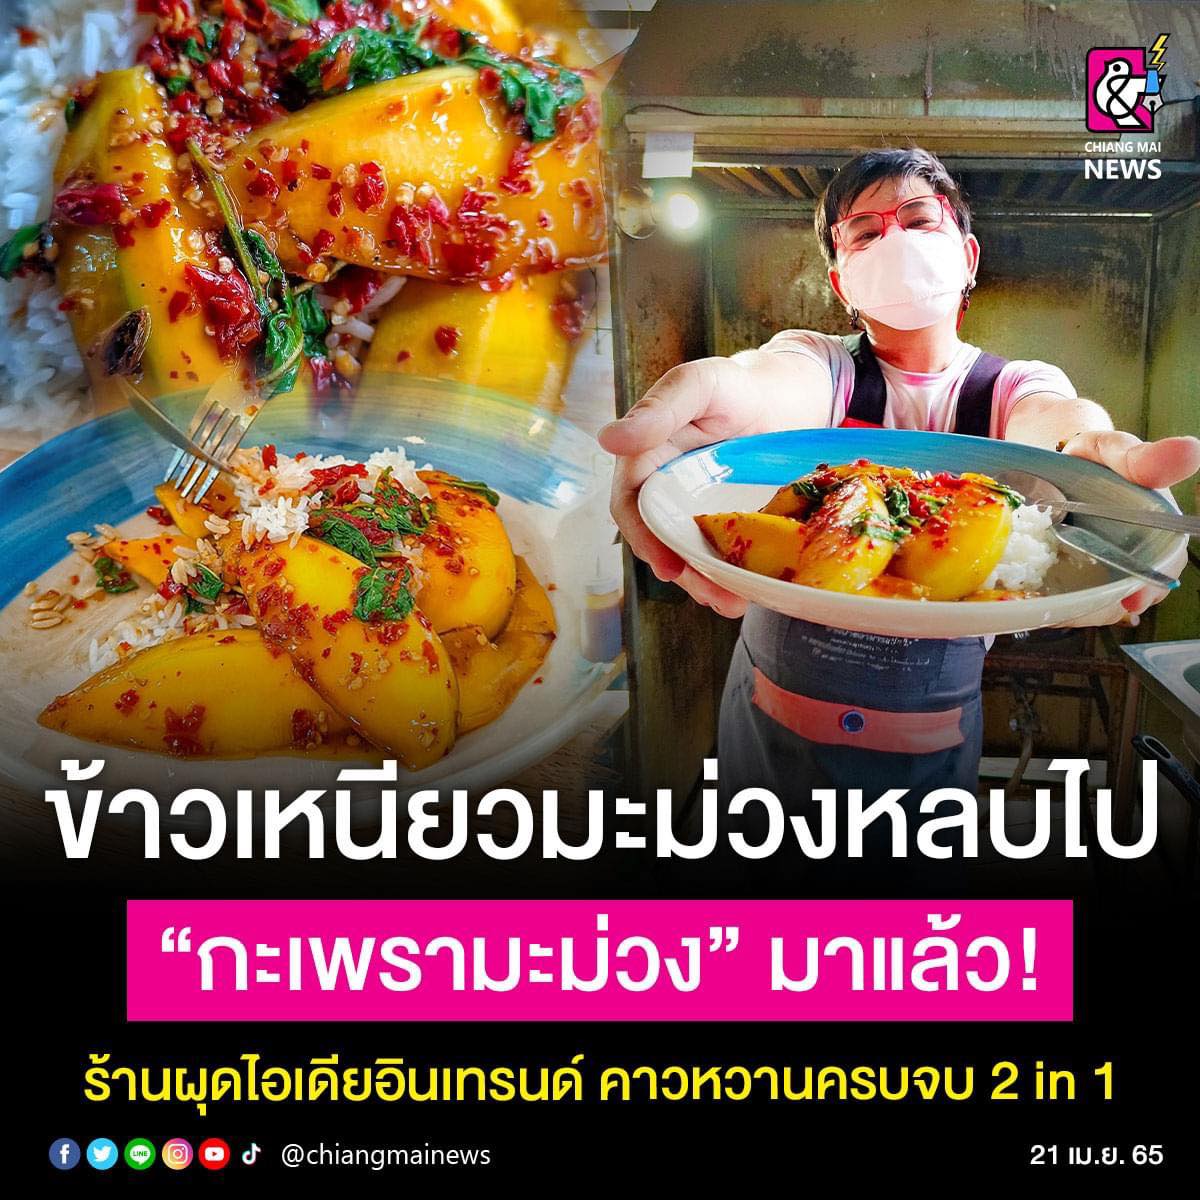 CHIANG MAI
NEWS
ข้าวเหนียวมะม่วงหลบไป
“กะเพรามะม่วง” มาแล้ว!
ร้านผุดไอเดียอินเทรนด์ คาวหวานครบจบ 2 in 1
@chiangmainews
21 เม.ย. 65